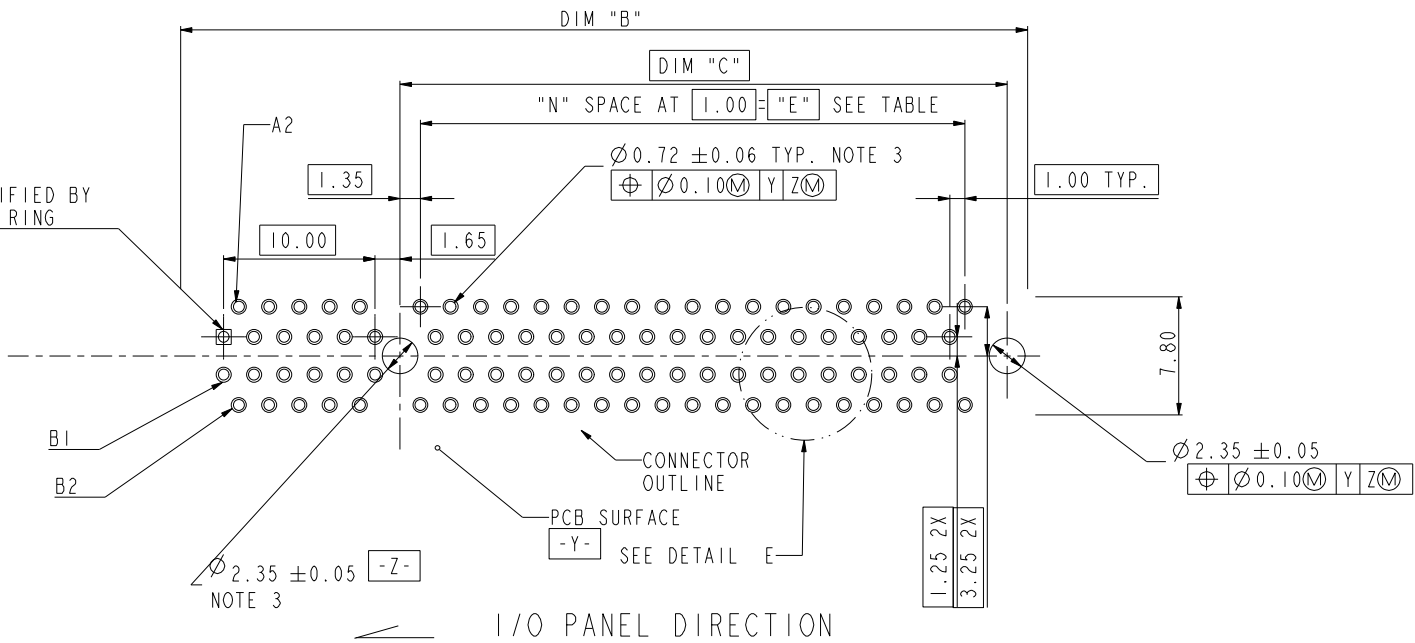 DIM "B"
DIM "C"
"N" SPACE AT 1.00 = "E" SEE TABLE
A2
Ø0.72 ±0.06 TYP. NOTE 3
⌖ Ø0.10Ⓜ Y ZⓂ
1.35
1.00 TYP.
IFIED BY
RING
10.00
1.65
7.80
B1
B2
CONNECTOR
OUTLINE
Ø2.35 ±0.05
⌖ Ø0.10Ⓜ Y ZⓂ
PCB SURFACE
-Y-
SEE DETAIL E
1.25 2X
3.25 2X
Ø2.35 ±0.05 -Z-
NOTE 3
I/O PANEL DIRECTION